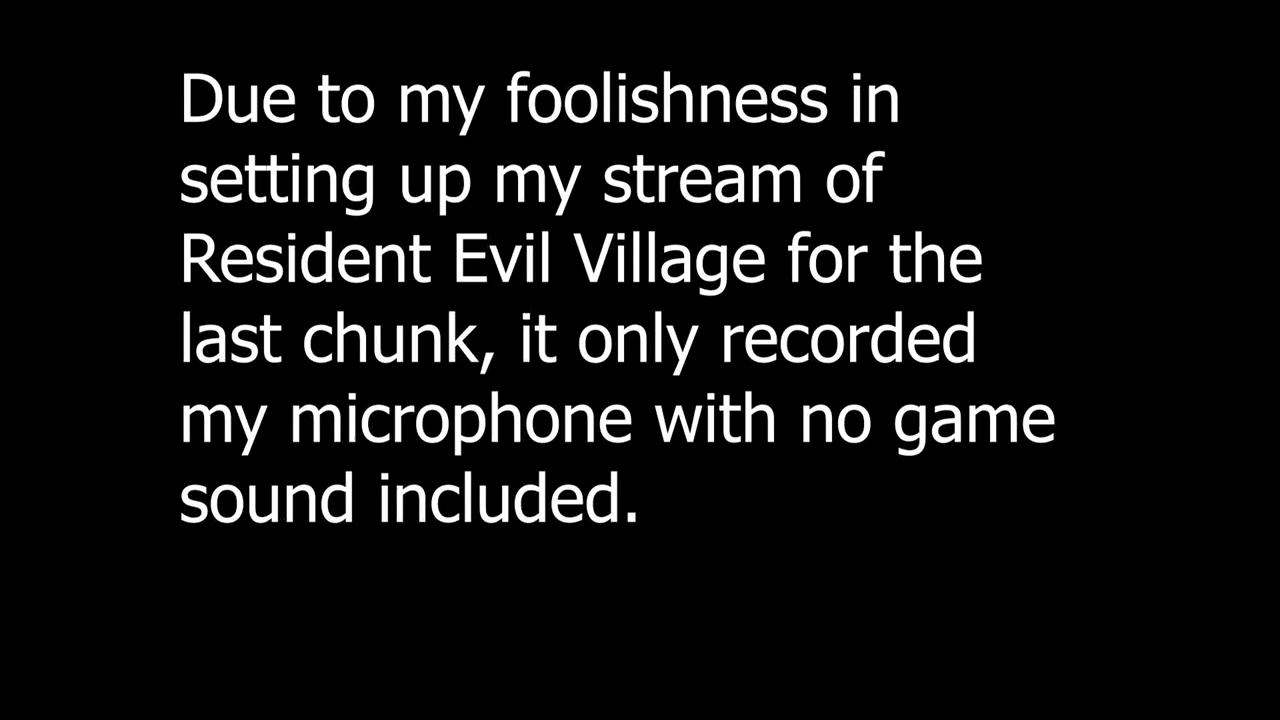 Due to my foolishness in
setting up my stream of
Resident Evil Village for the
last chunk, it only recorded
my microphone with no game
sound included.